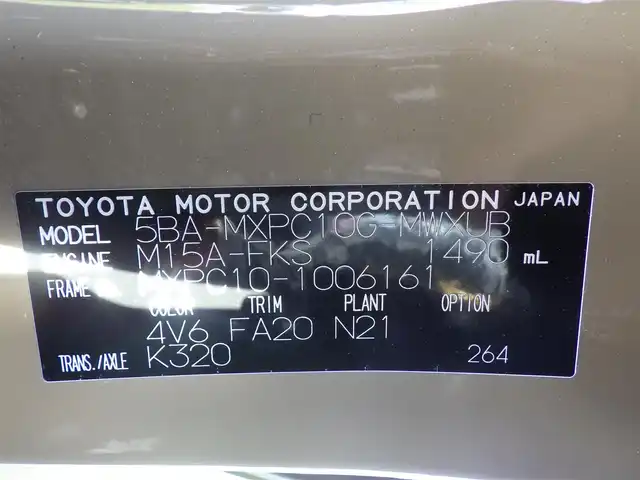 TOYOTA MOTOR CORPORATION JAPAN
MODEL 5BA-MXPC10G-MWXUB
ENGINE M15A-FKS 1490 mL
FRAME No. MXPC10-1006161
COLOR TRIM PLANT OPTION
4V6 FA20 N21
TRANS./AXLE K320 264